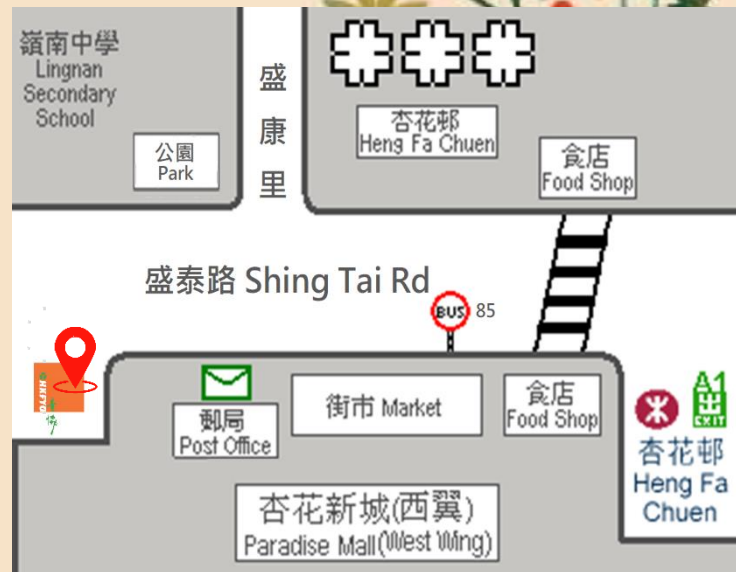 嶺南中學
Lingnan
Secondary
School
公園
Park
盛
康
里
杏花邨
Heng Fa Chuen
食店
Food Shop
盛泰路 Shing Tai Rd
BUS 85
HKFYG
郵局
Post Office
街市 Market
食店
Food Shop
A1
出
EXIT
杏花邨
Heng Fa
Chuen
杏花新城(西翼)
Paradise Mall(West Wing)